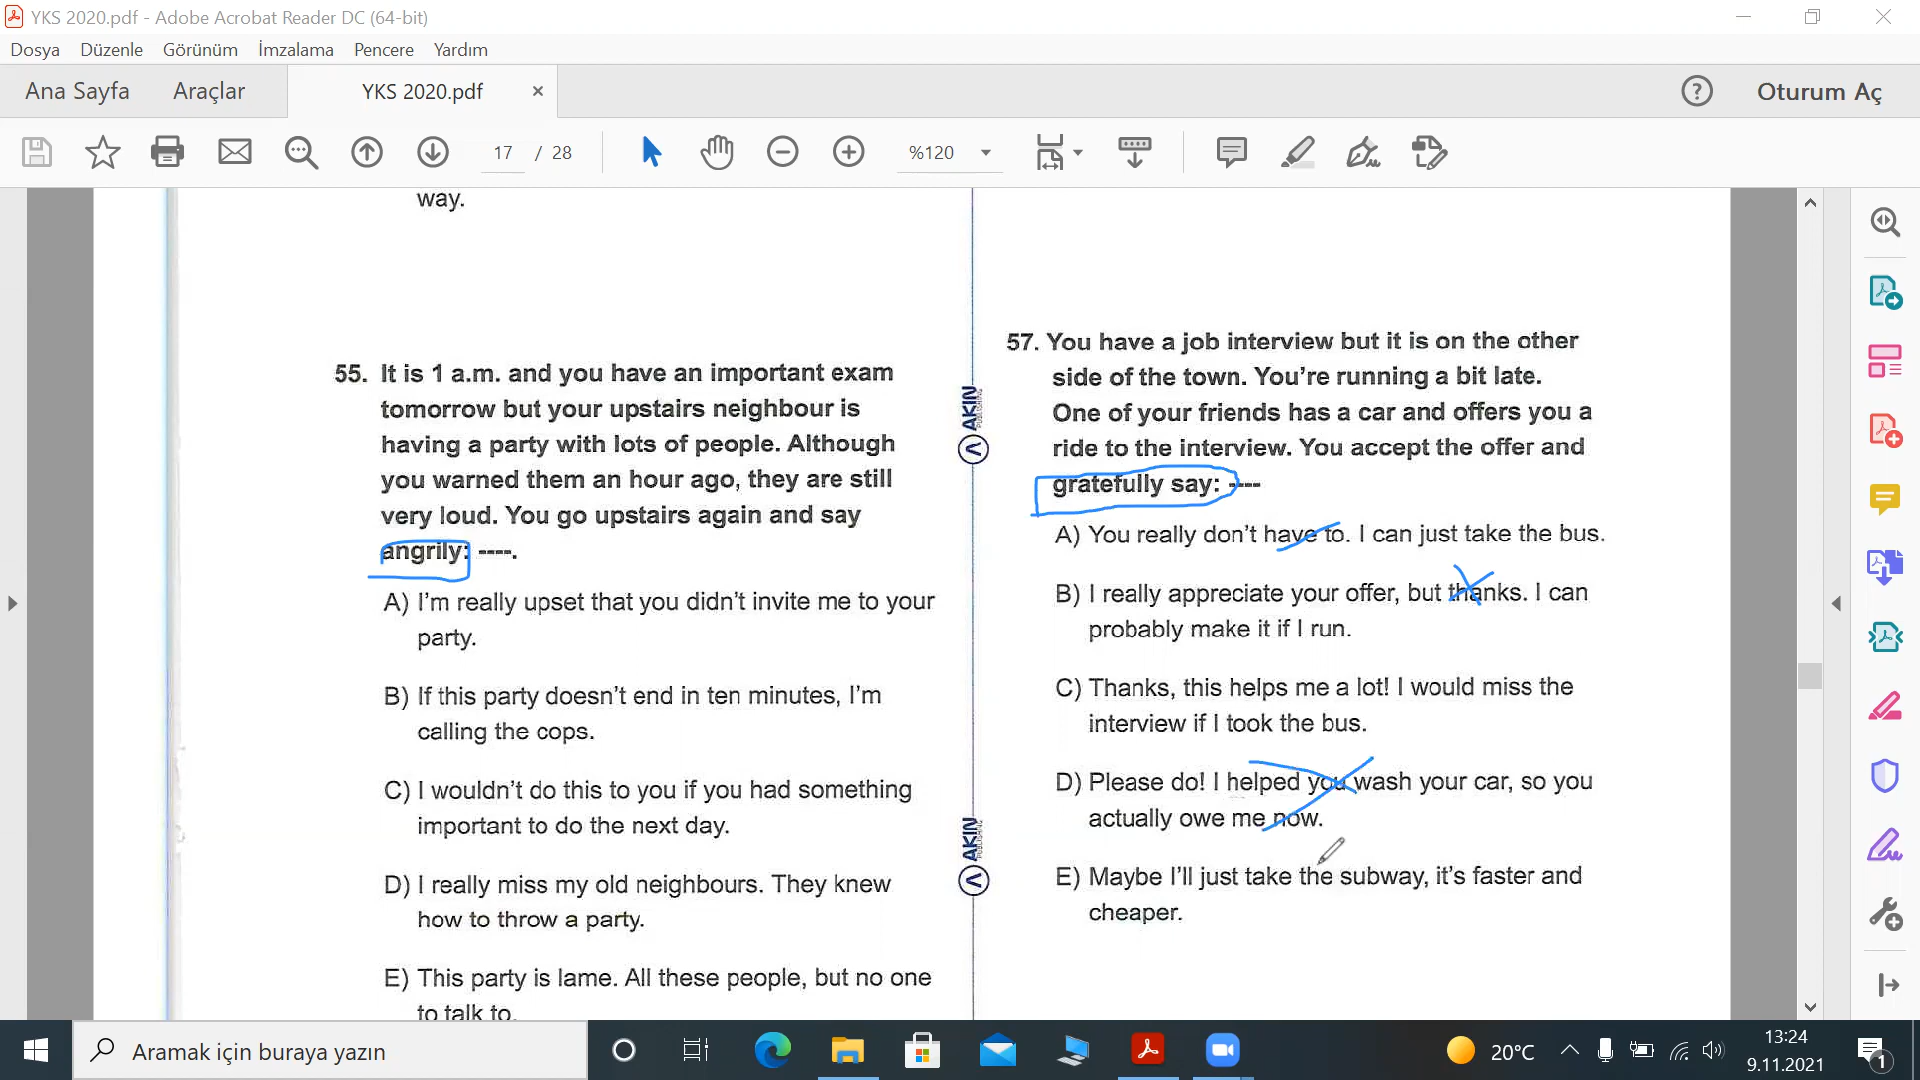 YKS 2020.pdf - Adobe Acrobat Reader DC (64-bit)
Dosya Düzenle Görünüm İmzalama Pencere Yardım
Ana Sayfa Araçlar YKS 2020.pdf × ? Oturum Aç
17 / 28 %120
way.
55. It is 1 a.m. and you have an important exam
tomorrow but your upstairs neighbour is
having a party with lots of people. Although
you warned them an hour ago, they are still
very loud. You go upstairs again and say
angrily: ----.
A) I'm really upset that you didn't invite me to your
party.
B) If this party doesn't end in ten minutes, I'm
calling the cops.
C) I wouldn't do this to you if you had something
important to do the next day.
D) I really miss my old neighbours. They knew
how to throw a party.
E) This party is lame. All these people, but no one
to talk to.
AKIN
PUBLISHING
AKIN
PUBLISHING
57. You have a job interview but it is on the other
side of the town. You're running a bit late.
One of your friends has a car and offers you a
ride to the interview. You accept the offer and
gratefully say: ----
A) You really don't have to. I can just take the bus.
B) I really appreciate your offer, but thanks. I can
probably make it if I run.
C) Thanks, this helps me a lot! I would miss the
interview if I took the bus.
D) Please do! I helped you wash your car, so you
actually owe me now.
E) Maybe I'll just take the subway, it's faster and
cheaper.
Aramak için buraya yazın
20°C
13:24
9.11.2021
1